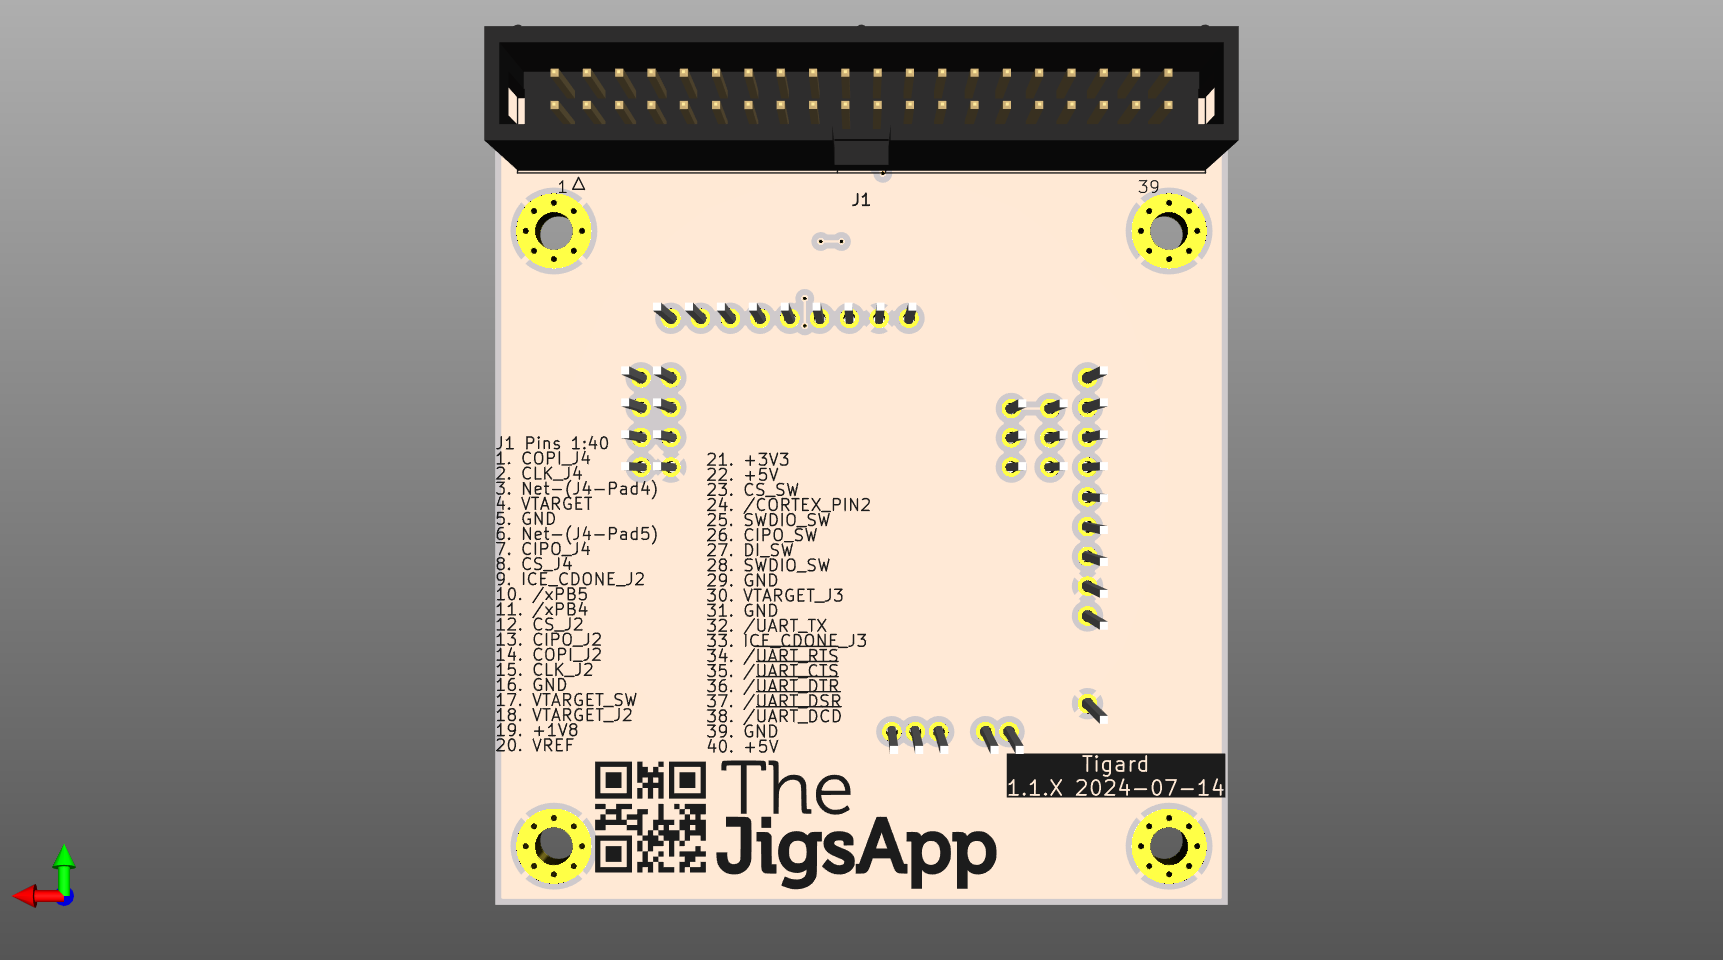 1
39
J1
J1 Pins 1:40
1. COPI_J4
2. CLK_J4
3. Net-(J4-Pad4)
4. VTARGET
5. GND
6. Net-(J4-Pad5)
7. CIPO_J4
8. CS_J4
9. ICE_CDONE_J2
10. /xPB5
11. /xPB4
12. CS_J2
13. CIPO_J2
14. COPI_J2
15. CLK_J2
16. GND
17. VTARGET_SW
18. VTARGET_J2
19. +1V8
20. VREF
21. +3V3
22. +5V
23. CS_SW
24. /CORTEX_PIN2
25. SWDIO_SW
26. CIPO_SW
27. DI_SW
28. SWDIO_SW
29. GND
30. VTARGET_J3
31. GND
32. /UART_TX
33. ICE_CDONE_J3
34. /UART_RTS
35. /UART_CTS
36. /UART_DTR
37. /UART_DSR
38. /UART_DCD
39. GND
40. +5V
Tigard
1.1.X 2024-07-14
The
JigsApp